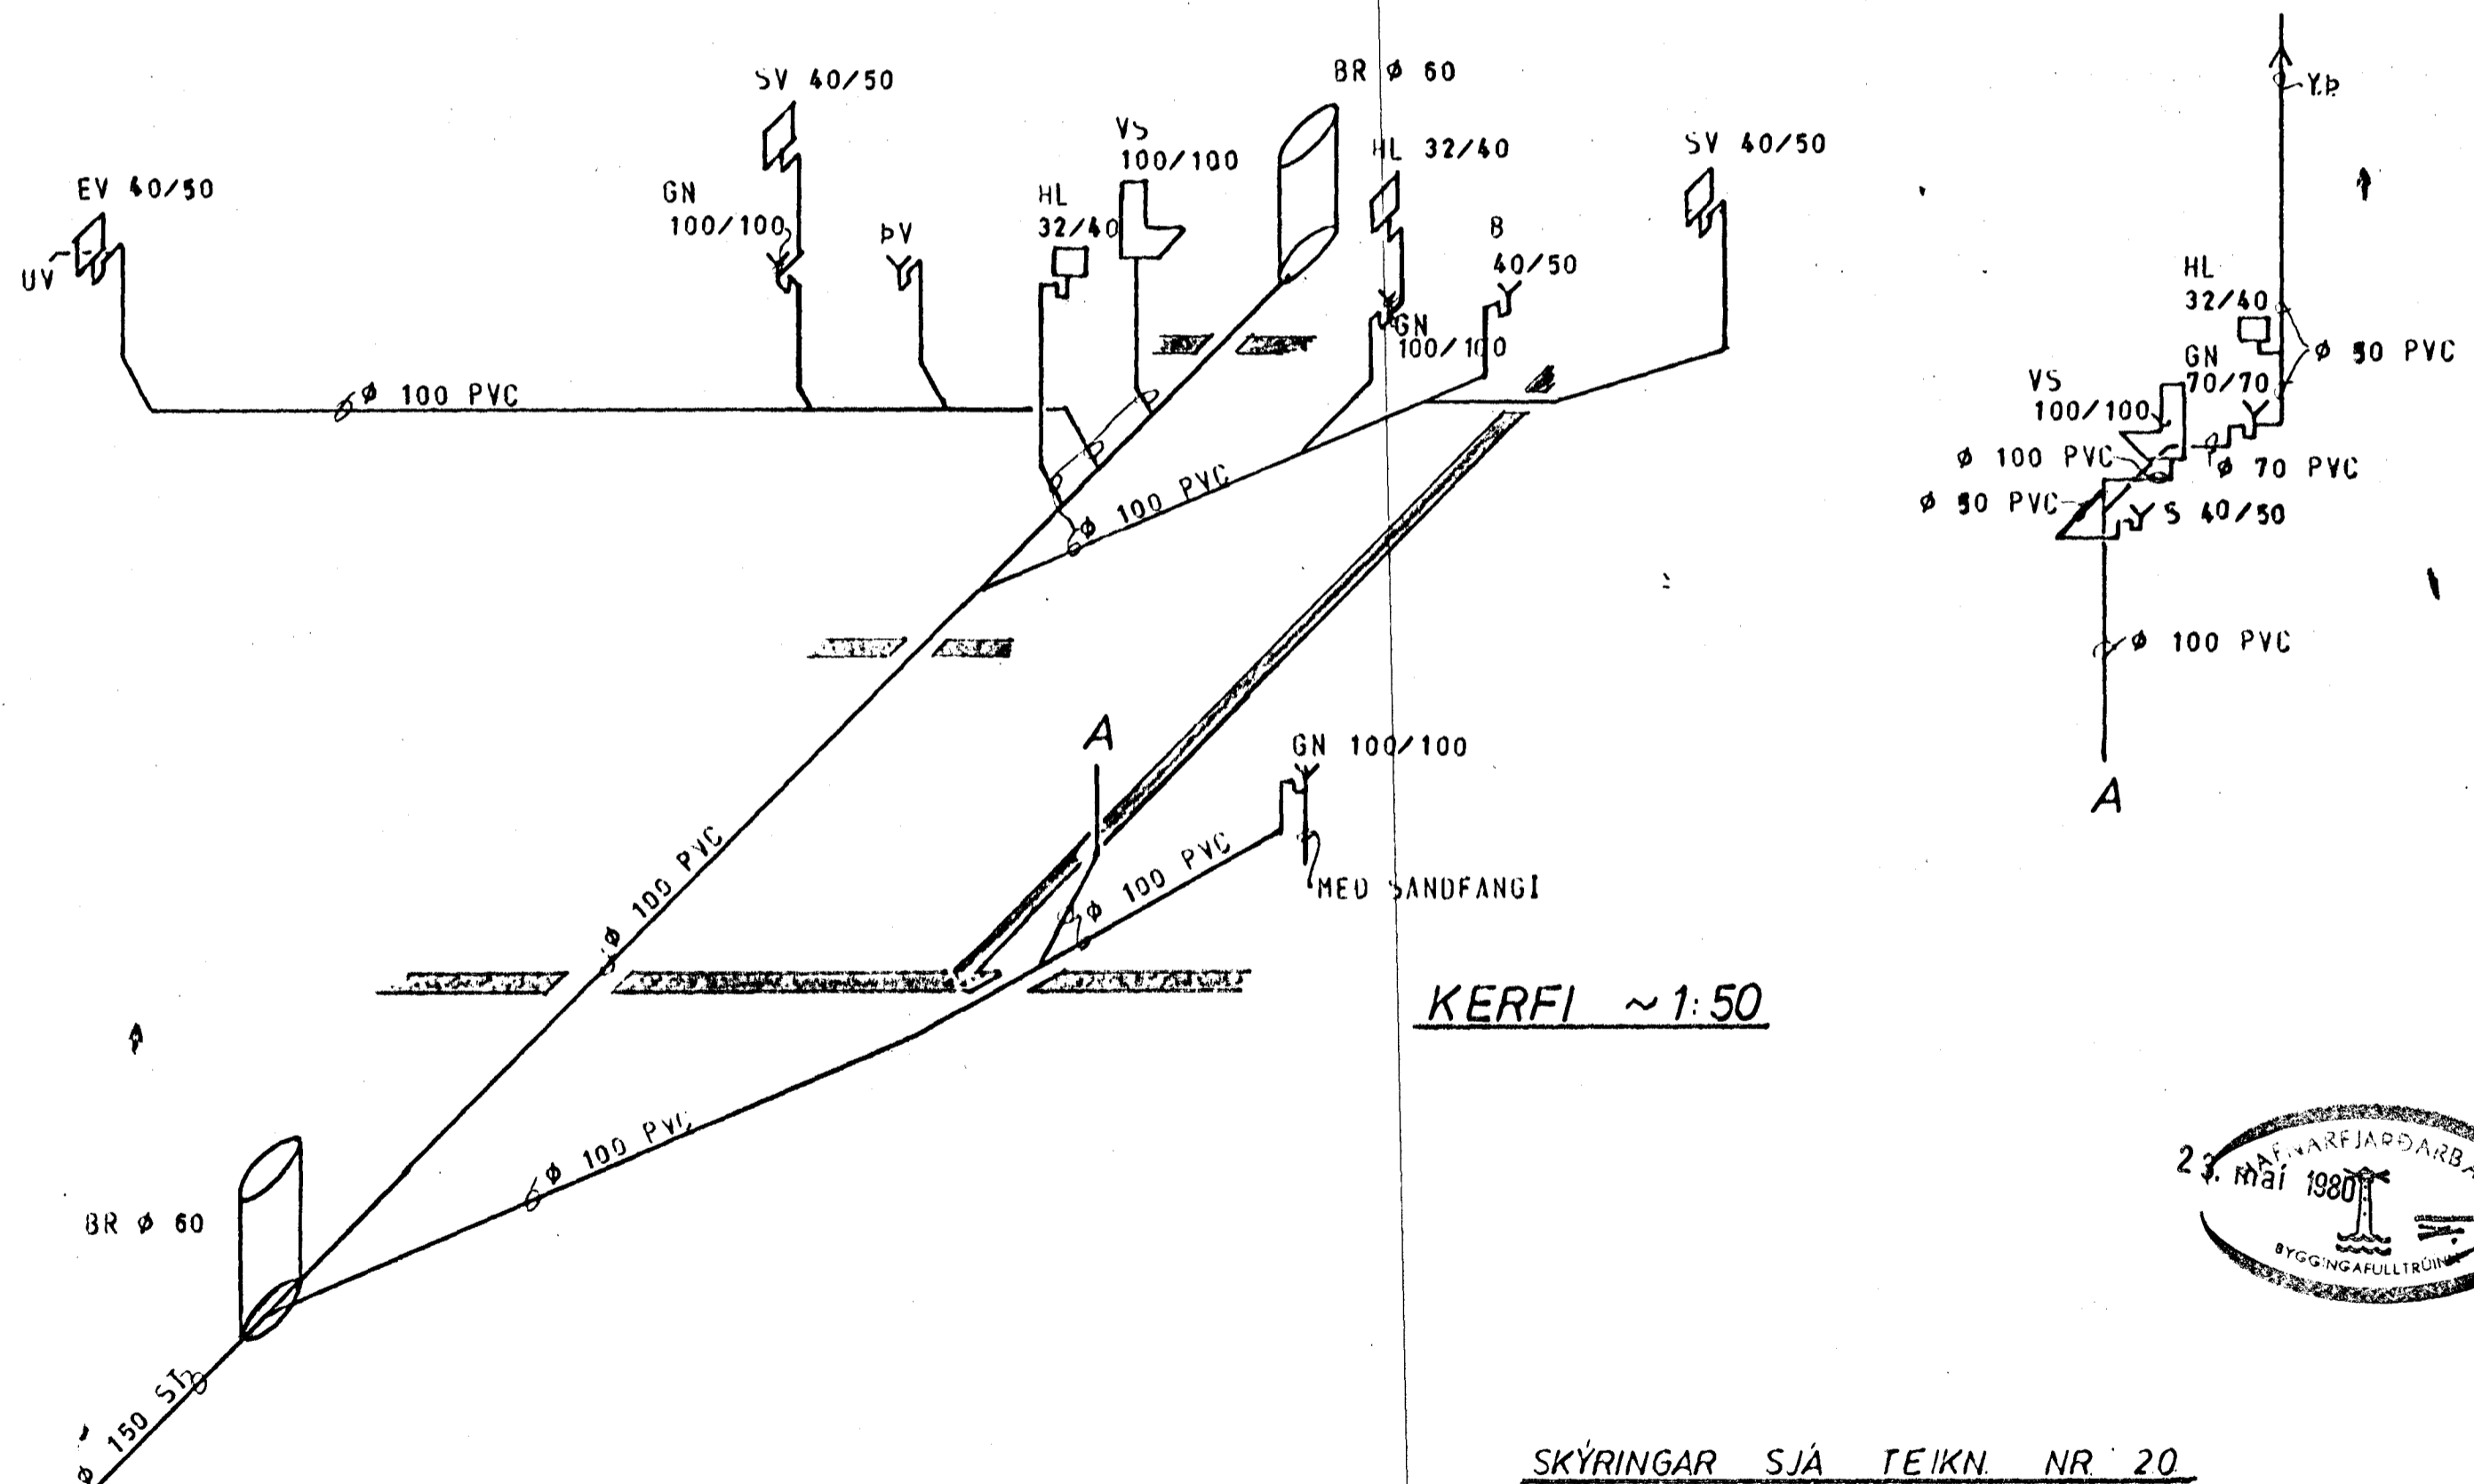 SV 40/50
BR ø 60
Y.Þ.
VS
100/100
HL 32/40
SV 40/50
EV 40/50
GN
100/100
HL
32/40
ÞV
B
40/50
UV
HL
32/40
GN
100/100
GN
70/70
ø 50 PVC
VS
100/100
ø 100 PVC
ø 100 PVC
ø 70 PVC
ø 100 PVC
ø 50 PVC
S 40/50
ø 100 PVC
A
GN 100/100
A
ø 100 PVC
ø 100 PVC
MEÐ SANDFANGI
KERFI ~ 1:50
ø 100 PVC
BR ø 60
23. maí 1980
BYGGINGAFULLTRÚINN
ø 150 ST
SKÝRINGAR SJÁ TEIKN. NR. 20